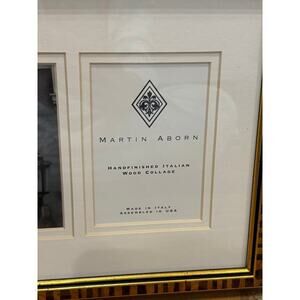 MARTIN ABORN
HANDFINISHED ITALIAN
WOOD COLLAGE
MADE IN ITALY
ASSEMBLED IN USA